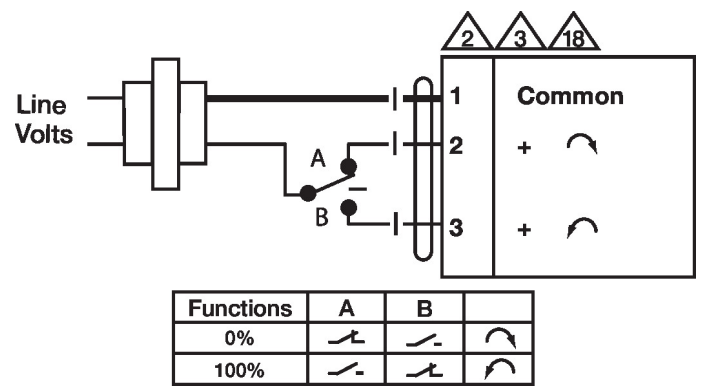 2 3 18
Line
Volts
1 Common
2 +
3 +
A
B
Functions A B
0%
100%